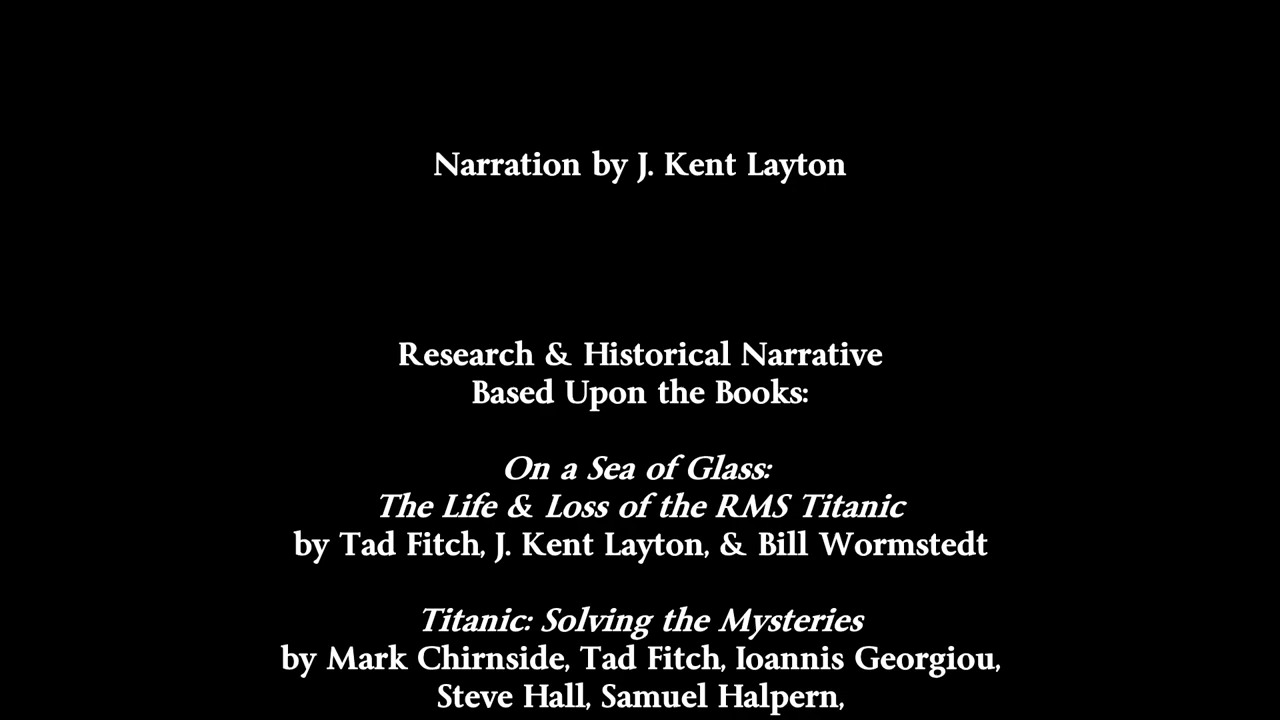 Narration by J. Kent Layton
Research & Historical Narrative
Based Upon the Books:
On a Sea of Glass:
The Life & Loss of the RMS Titanic
by Tad Fitch, J. Kent Layton, & Bill Wormstedt
Titanic: Solving the Mysteries
by Mark Chirnside, Tad Fitch, Ioannis Georgiou,
Steve Hall, Samuel Halpern,